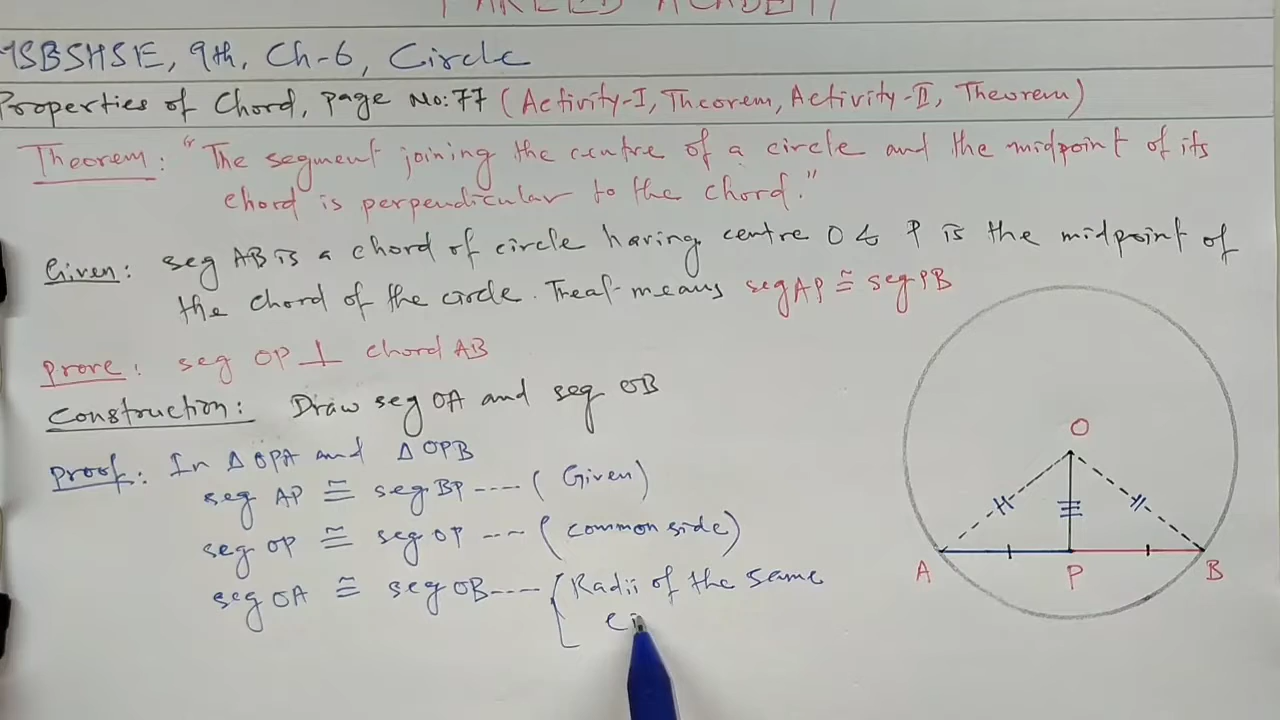 MSBSHSE, 9th, Ch-6, Circle
Properties of Chord, page No:77 (Activity-I, Theorem, Activity-II, Theorem)
Theorem: "The segment joining the centre of a circle and the midpoint of its
chord is perpendicular to the chord."
Given: seg AB is a chord of circle having centre O & P is the midpoint of
the chord of the circle. means seg AP ≅ seg PB
Prove: seg OP ⊥ chord AB
Construction: Draw seg OA and seg OB
Proof: In △OPA and △OPB
seg AP ≅ seg BP ---- (Given)
seg OP ≅ seg OP --- (common side)
seg OA ≅ seg OB ---- (Radii of the same
ci
O
A
P
B